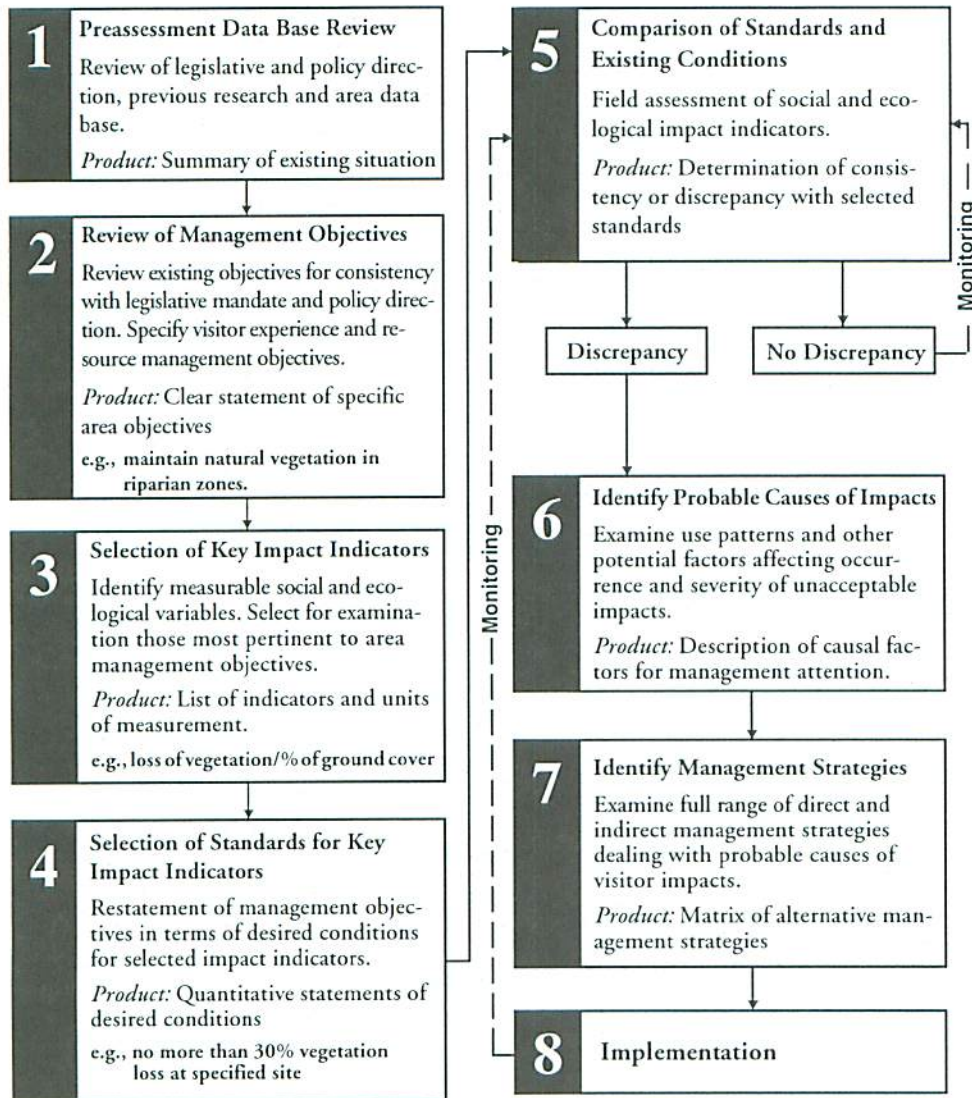 1
Preassessment Data Base Review
Review of legislative and policy direc-
tion, previous research and area data
base.
Product: Summary of existing situation
2
Review of Management Objectives
Review existing objectives for consistency
with legislative mandate and policy direc-
tion. Specify visitor experience and re-
source management objectives.
Product: Clear statement of specific
area objectives
e.g., maintain natural vegetation in
riparian zones.
3
Selection of Key Impact Indicators
Identify measurable social and eco-
logical variables. Select for examina-
tion those most pertinent to area
management objectives.
Product: List of indicators and units
of measurement.
e.g., loss of vegetation/% of ground cover
4
Selection of Standards for Key
Impact Indicators
Restatement of management objec-
tives in terms of desired conditions
for selected impact indicators.
Product: Quantitative statements of
desired conditions
e.g., no more than 30% vegetation
loss at specified site
5
Comparison of Standards and
Existing Conditions
Field assessment of social and eco-
logical impact indicators.
Product: Determination of consis-
tency or discrepancy with selected
standards
Discrepancy
No Discrepancy
Monitoring
Monitoring
6
Identify Probable Causes of Impacts
Examine use patterns and other
potential factors affecting occur-
rence and severity of unacceptable
impacts.
Product: Description of causal fac-
tors for management attention.
7
Identify Management Strategies
Examine full range of direct and
indirect management strategies
dealing with probable causes of
visitor impacts.
Product: Matrix of alternative man-
agement strategies
8
Implementation